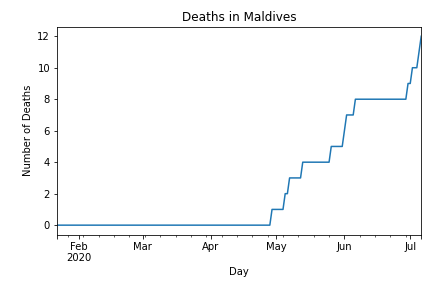 Deaths in Maldives
Number of Deaths
12
10
8
6
4
2
0
Feb
2020
Mar
Apr
May
Jun
Jul
Day